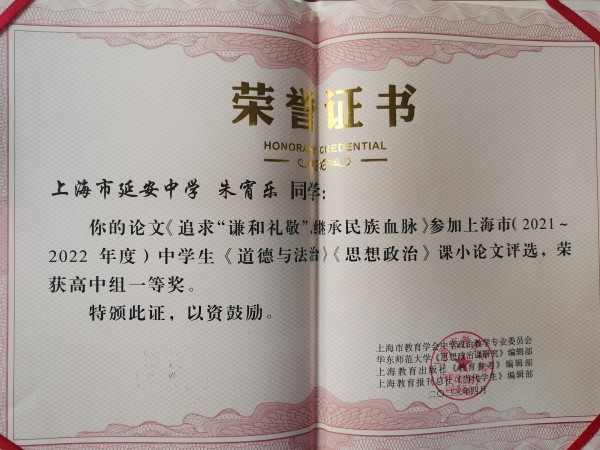 荣誉证书
HONORARY CREDENTIAL
上海市延安中学 朱宵乐 同学:
你的论文《追求“谦和礼敬”,继承民族血脉》参加上海市(2021~
2022 年度)中学生《道德与法治》《思想政治》课小论文评选,荣
获高中组一等奖。
特颁此证,以资鼓励。
上海市教育学会中学政治教学专业委员会
华东师范大学《思想政治课研究》编辑部
上海教育出版社《教育参考》编辑部
上海教育报刊总社《当代学生》编辑部
二〇二二年四月